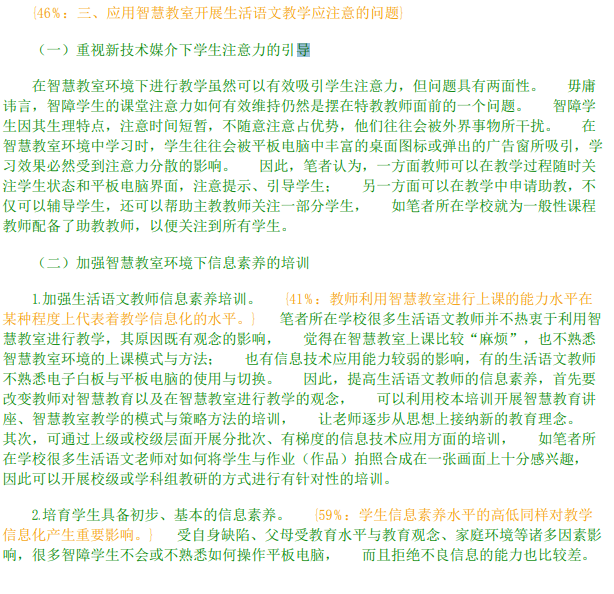 [46%：三、应用智慧教室开展生活语文教学应注意的问题]
（一）重视新技术媒介下学生注意力的引导
在智慧教室环境下进行教学虽然可以有效吸引学生注意力，但问题具有两面性。 毋庸
讳言，智障学生的课堂注意力如何有效维持仍然是摆在特教教师面前的一个问题。 智障学
生因其生理特点，注意时间短暂，不随意注意占优势，他们往往会被外界事物所干扰。 在
智慧教室环境中学习时，学生往往会被平板电脑中丰富的桌面图标或弹出的广告窗所吸引，学
习效果必然受到注意力分散的影响。 因此，笔者认为，一方面教师可以在教学过程随时关
注学生状态和平板电脑界面，注意提示、引导学生； 另一方面可以在教学中申请助教，不
仅可以辅导学生，还可以帮助主教教师关注一部分学生， 如笔者所在学校就为一般性课程
教师配备了助教教师，以便关注到所有学生。
（二）加强智慧教室环境下信息素养的培训
1.加强生活语文教师信息素养培训。 [41%：教师利用智慧教室进行上课的能力水平在
某种程度上代表着教学信息化的水平。] 笔者所在学校很多生活语文教师并不热衷于利用智
慧教室进行教学，其原因既有观念的影响， 觉得在智慧教室上课比较“麻烦”，也不熟悉
智慧教室环境的上课模式与方法； 也有信息技术应用能力较弱的影响，有的生活语文教师
不熟悉电子白板与平板电脑的使用与切换。 因此，提高生活语文教师的信息素养，首先要
改变教师对智慧教育以及在智慧教室进行教学的观念， 可以利用校本培训开展智慧教育讲
座、智慧教室教学的模式与策略方法的培训， 让老师逐步从思想上接纳新的教育理念。
其次，可通过上级或校级层面开展分批次、有梯度的信息技术应用方面的培训， 如笔者所
在学校很多生活语文老师对如何将学生与作业（作品）拍照合成在一张画面上十分感兴趣，
因此可以开展校级或学科组教研的方式进行有针对性的培训。
2.培育学生具备初步、基本的信息素养。 [59%：学生信息素养水平的高低同样对教学
信息化产生重要影响。] 受自身缺陷、父母受教育水平与教育观念、家庭环境等诸多因素影
响，很多智障学生不会或不熟悉如何操作平板电脑， 而且拒绝不良信息的能力也比较差。